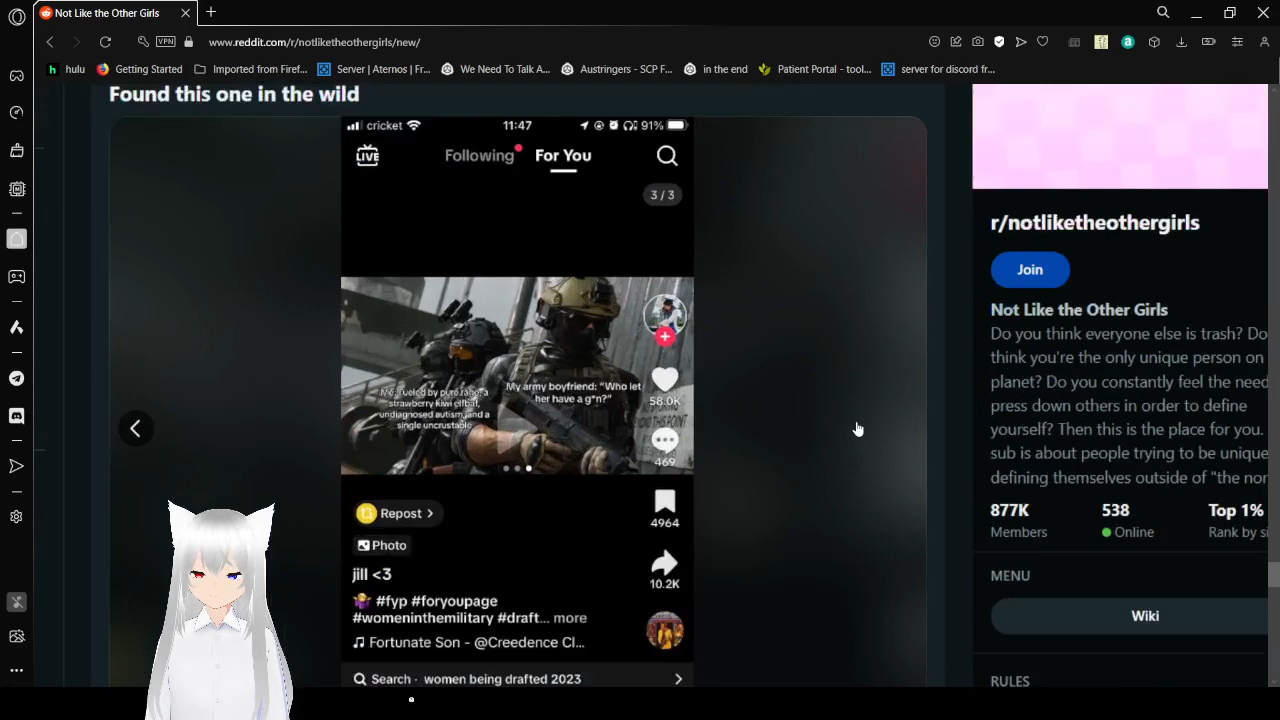 Not Like the Other Girls
VPN
www.reddit.com/r/notliketheothergirls/new/
hulu
Getting Started
Imported from Firef...
Server | Aternos | Fr...
We Need To Talk A...
Austringers - SCP F...
in the end
Patient Portal - tool...
server for discord fr...
Found this one in the wild
cricket
11:47
91%
LIVE
Following
For You
3 / 3
My army boyfriend: "Who let
her have a g*n?"
Me, fueled by pure rage, a
strawberry kiwi elfbat,
undiagnosed autism, and a
single uncrustable
58.0K
469
Repost >
4964
Photo
jill <3
10.2K
#fyp #foryoupage
#womeninthemilitary #draft... more
Fortunate Son - @Creedence Cl...
Search · women being drafted 2023
r/notliketheothergirls
Join
Not Like the Other Girls
Do you think everyone else is trash? Do
think you're the only unique person on
planet? Do you constantly feel the need
press down others in order to define
yourself? Then this is the place for you.
sub is about people trying to be unique
defining themselves outside of "the nor
877K
538
Top 1%
Members
Online
Rank by si
MENU
Wiki
RULES